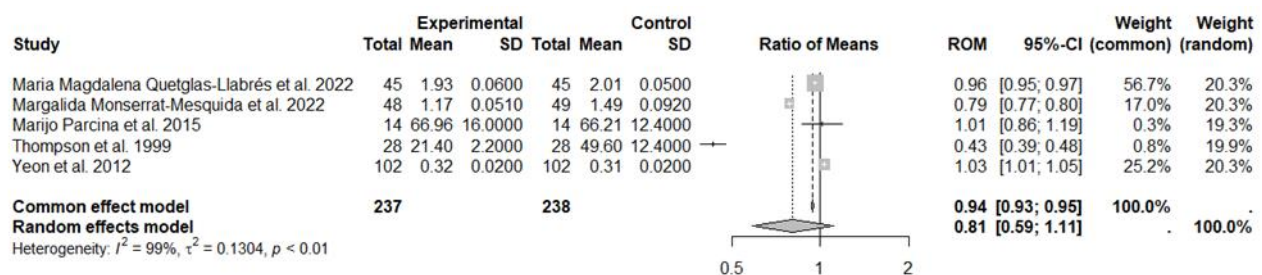 Experimental Control Weight Weight
Study Total Mean SD Total Mean SD Ratio of Means ROM 95%-CI (common) (random)
Maria Magdalena Quetglas-Llabrés et al. 2022 45 1.93 0.0600 45 2.01 0.0500 0.96 [0.95; 0.97] 56.7% 20.3%
Margalida Monserrat-Mesquida et al. 2022 48 1.17 0.0510 49 1.49 0.0920 0.79 [0.77; 0.80] 17.0% 20.3%
Marijo Parcina et al. 2015 14 66.96 16.0000 14 66.21 12.4000 1.01 [0.86; 1.19] 0.3% 19.3%
Thompson et al. 1999 28 21.40 2.2000 28 49.60 12.4000 0.43 [0.39; 0.48] 0.8% 19.9%
Yeon et al. 2012 102 0.32 0.0200 102 0.31 0.0200 1.03 [1.01; 1.05] 25.2% 20.3%
Common effect model 237 238 0.94 [0.93; 0.95] 100.0% .
Random effects model 0.81 [0.59; 1.11] . 100.0%
Heterogeneity: I² = 99%, τ² = 0.1304, p < 0.01
0.5 1 2